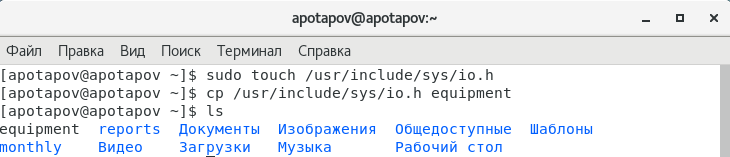 apotapov@apotapov:~
Файл Правка Вид Поиск Терминал Справка
[apotapov@apotapov ~]$ sudo touch /usr/include/sys/io.h
[apotapov@apotapov ~]$ cp /usr/include/sys/io.h equipment
[apotapov@apotapov ~]$ ls
equipment reports Документы Изображения Общедоступные Шаблоны
monthly Видео Загрузки Музыка Рабочий стол